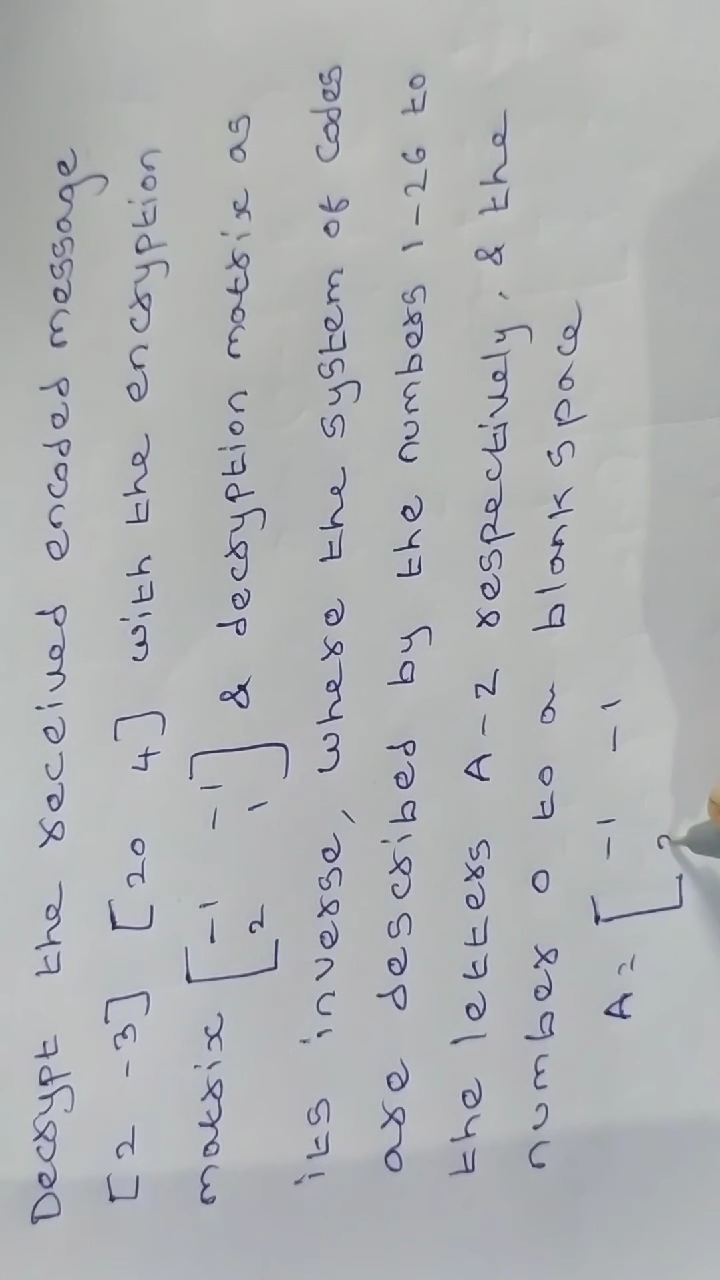 Decrypt the received encoded message
[2 -3] [20 4] with the encryption
matrix [-1 -1
2 1] & decryption matrix as
its inverse, where the system of codes
are described by the numbers 1-26 to
the letters A-Z respectively, & the
number 0 to a blank space
A = [-1 -1
2